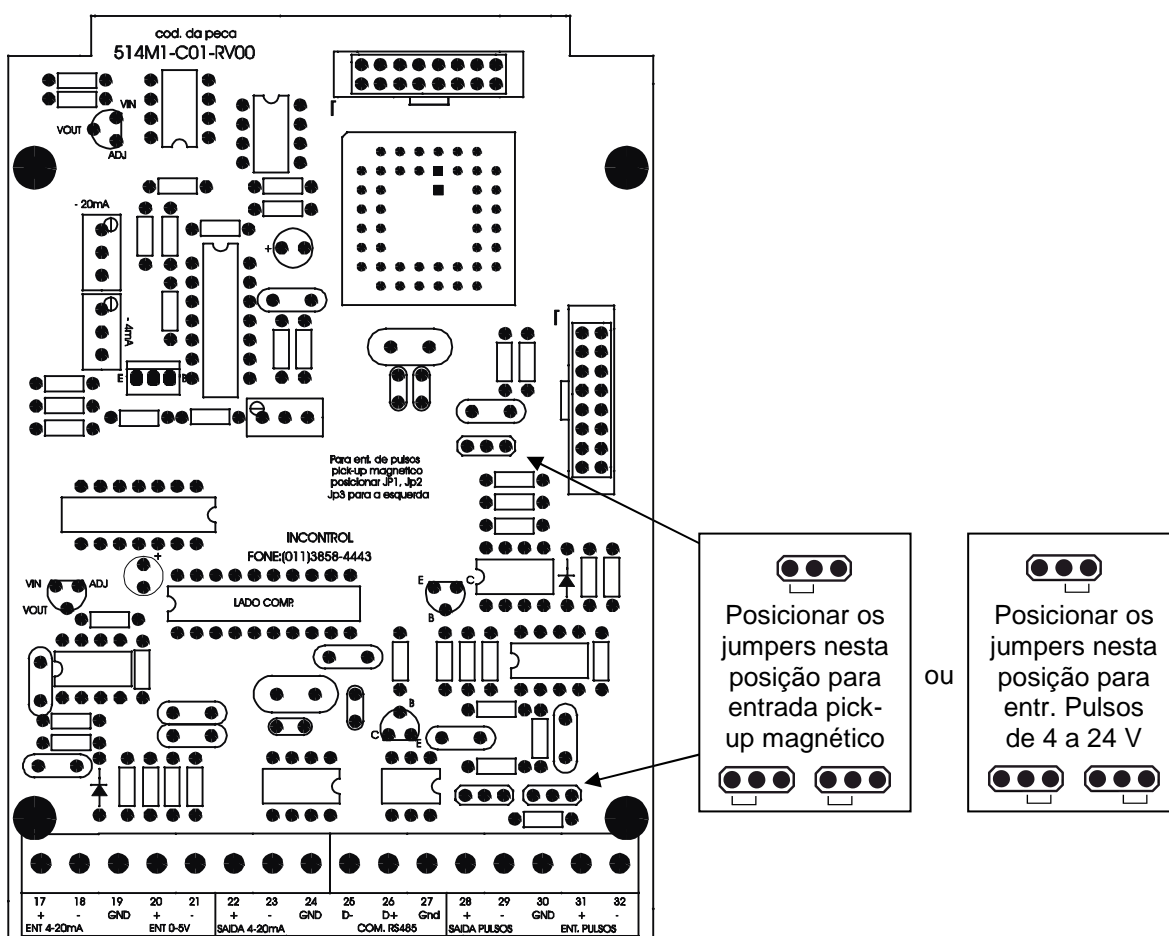 cod. da peca
514M1-C01-RV00
VIN
VOUT
ADJ
- 20mA
- 4mA
E B
Para ent. de pulsos
pick-up magnetico
posicionar JP1, Jp2
Jp3 para a esquerda
INCONTROL
FONE:(011)3858-4443
VIN ADJ
VOUT
LADO COMP.
E C
B
B
C E
+
+
17 18 19 20 21 22 23 24 25 26 27 28 29 30 31 32
+ - GND + - + - GND D- D+ Gnd + - GND + -
ENT 4-20mA ENT 0-5V SAIDA 4-20mA COM. RS485 SAIDA PULSOS ENT. PULSOS
Posicionar os
jumpers nesta
posição para
entrada pick-
up magnético
ou
Posicionar os
jumpers nesta
posição para
entr. Pulsos
de 4 a 24 V